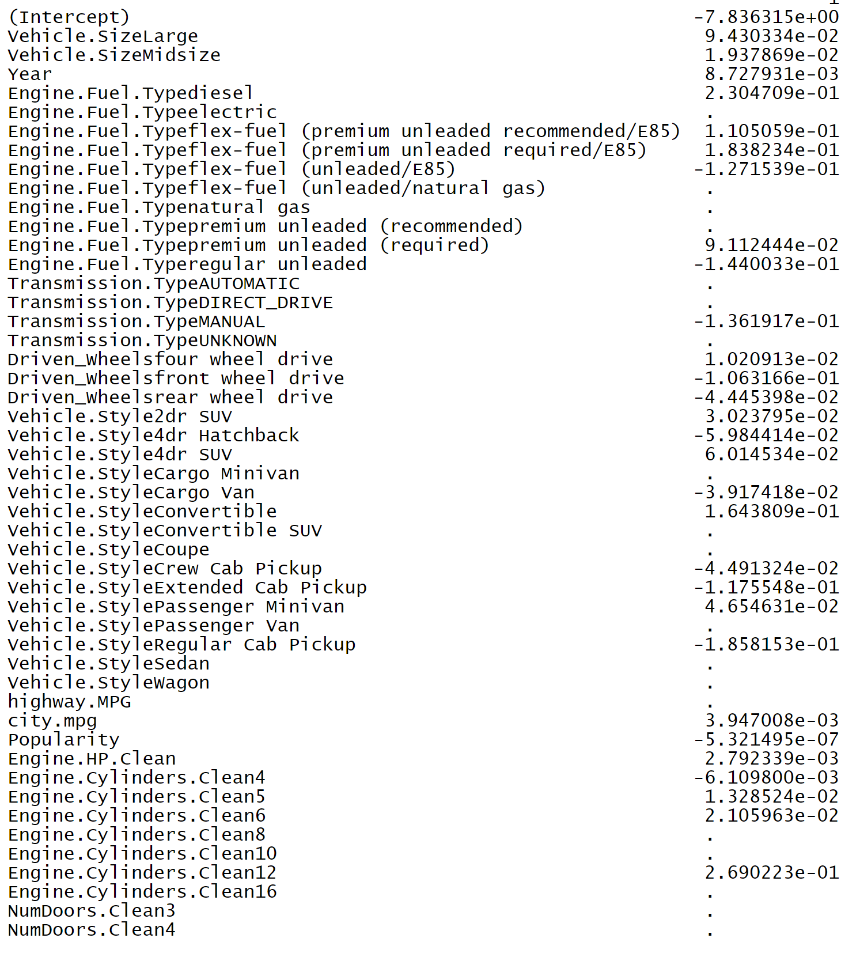 1
(Intercept) -7.836315e+00
Vehicle.SizeLarge 9.430334e-02
Vehicle.SizeMidsize 1.937869e-02
Year 8.727931e-03
Engine.Fuel.Typediesel 2.304709e-01
Engine.Fuel.Typeelectric .
Engine.Fuel.Typeflex-fuel (premium unleaded recommended/E85) 1.105059e-01
Engine.Fuel.Typeflex-fuel (premium unleaded required/E85) 1.838234e-01
Engine.Fuel.Typeflex-fuel (unleaded/E85) -1.271539e-01
Engine.Fuel.Typeflex-fuel (unleaded/natural gas) .
Engine.Fuel.Typenatural gas .
Engine.Fuel.Typepremium unleaded (recommended) .
Engine.Fuel.Typepremium unleaded (required) 9.112444e-02
Engine.Fuel.Typeregular unleaded -1.440033e-01
Transmission.TypeAUTOMATIC .
Transmission.TypeDIRECT_DRIVE .
Transmission.TypeMANUAL -1.361917e-01
Transmission.TypeUNKNOWN .
Driven_Wheelsfour wheel drive 1.020913e-02
Driven_Wheelsfront wheel drive -1.063166e-01
Driven_Wheelsrear wheel drive -4.445398e-02
Vehicle.Style2dr SUV 3.023795e-02
Vehicle.Style4dr Hatchback -5.984414e-02
Vehicle.Style4dr SUV 6.014534e-02
Vehicle.StyleCargo Minivan .
Vehicle.StyleCargo Van -3.917418e-02
Vehicle.StyleConvertible 1.643809e-01
Vehicle.StyleConvertible SUV .
Vehicle.StyleCoupe .
Vehicle.StyleCrew Cab Pickup -4.491324e-02
Vehicle.StyleExtended Cab Pickup -1.175548e-01
Vehicle.StylePassenger Minivan 4.654631e-02
Vehicle.StylePassenger Van .
Vehicle.StyleRegular Cab Pickup -1.858153e-01
Vehicle.StyleSedan .
Vehicle.StyleWagon .
highway.MPG .
city.mpg 3.947008e-03
Popularity -5.321495e-07
Engine.HP.Clean 2.792339e-03
Engine.Cylinders.Clean4 -6.109800e-03
Engine.Cylinders.Clean5 1.328524e-02
Engine.Cylinders.Clean6 2.105963e-02
Engine.Cylinders.Clean8 .
Engine.Cylinders.Clean10 .
Engine.Cylinders.Clean12 2.690223e-01
Engine.Cylinders.Clean16 .
NumDoors.Clean3 .
NumDoors.Clean4 .